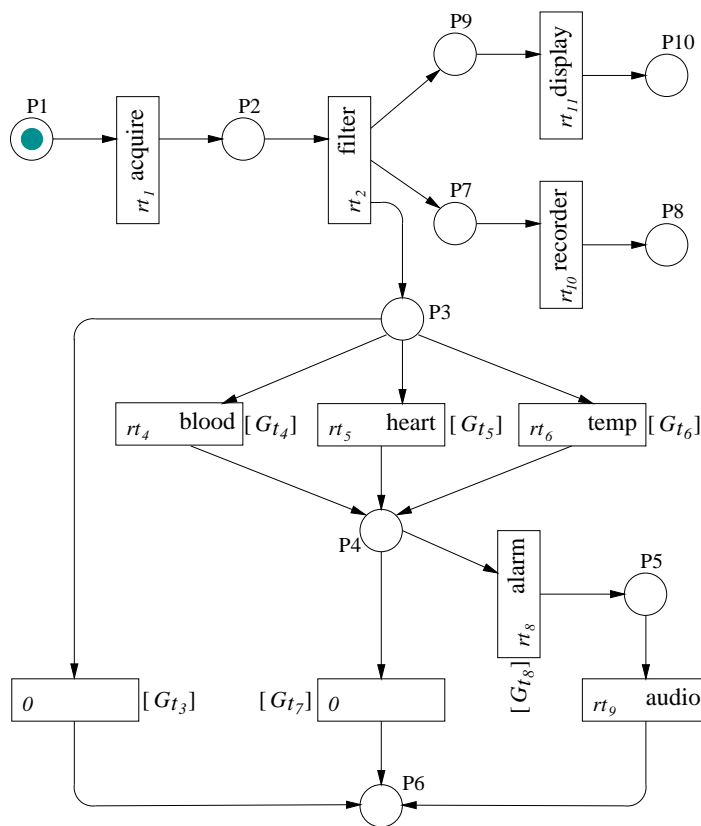 P9
display
rt11
P10
P1
acquire
rt1
P2
filter
rt2
P7
recorder
rt10
P8
P3
rt4 blood [Gt4]
rt5 heart [Gt5]
rt6 temp [Gt6]
P4
alarm
rt8
[Gt8]
P5
0 [Gt3]
[Gt7] 0
rt9 audio
P6